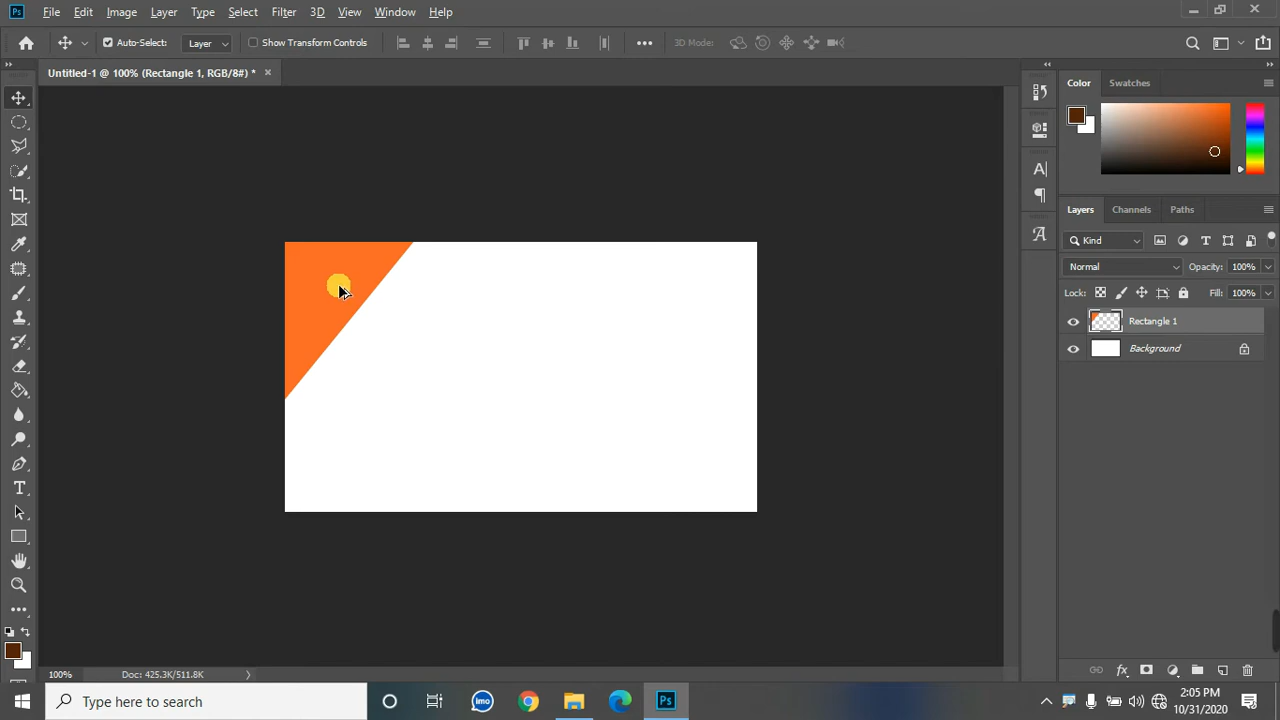 Ps File Edit Image Layer Type Select Filter 3D View Window Help
Auto-Select: Layer Show Transform Controls 3D Mode:
Untitled-1 @ 100% (Rectangle 1, RGB/8#) * ×
Color Swatches
Layers Channels Paths
Kind
Normal Opacity: 100%
Lock: Fill: 100%
Rectangle 1
Background
100% Doc: 425.3K/511.8K
Type here to search
imo
Ps
2:05 PM
10/31/2020